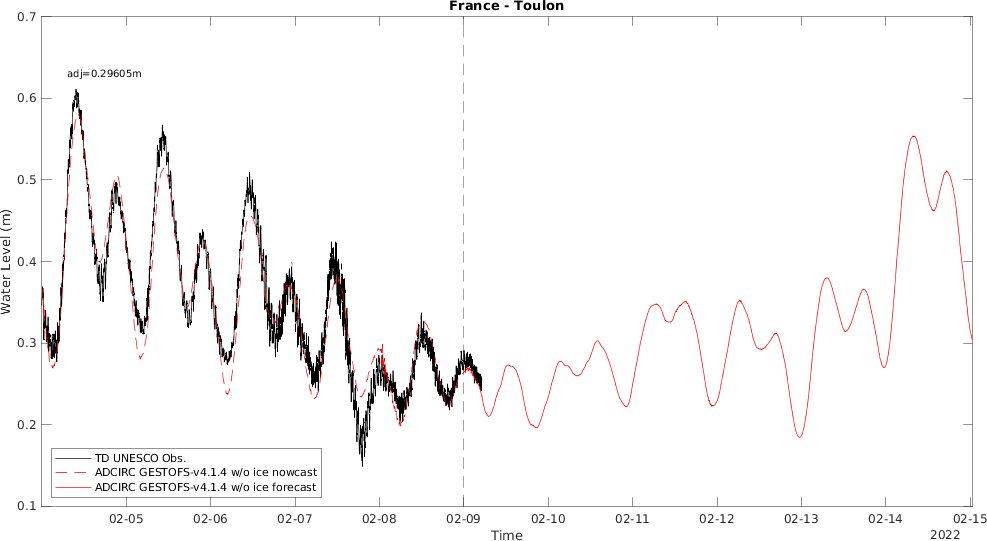 France - Toulon
adj=0.29605m
Water Level (m)
0.7
0.6
0.5
0.4
0.3
0.2
0.1
TD UNESCO Obs.
ADCIRC GESTOFS-v4.1.4 w/o ice nowcast
ADCIRC GESTOFS-v4.1.4 w/o ice forecast
02-05 02-06 02-07 02-08 02-09 02-10 02-11 02-12 02-13 02-14 02-15
Time
2022